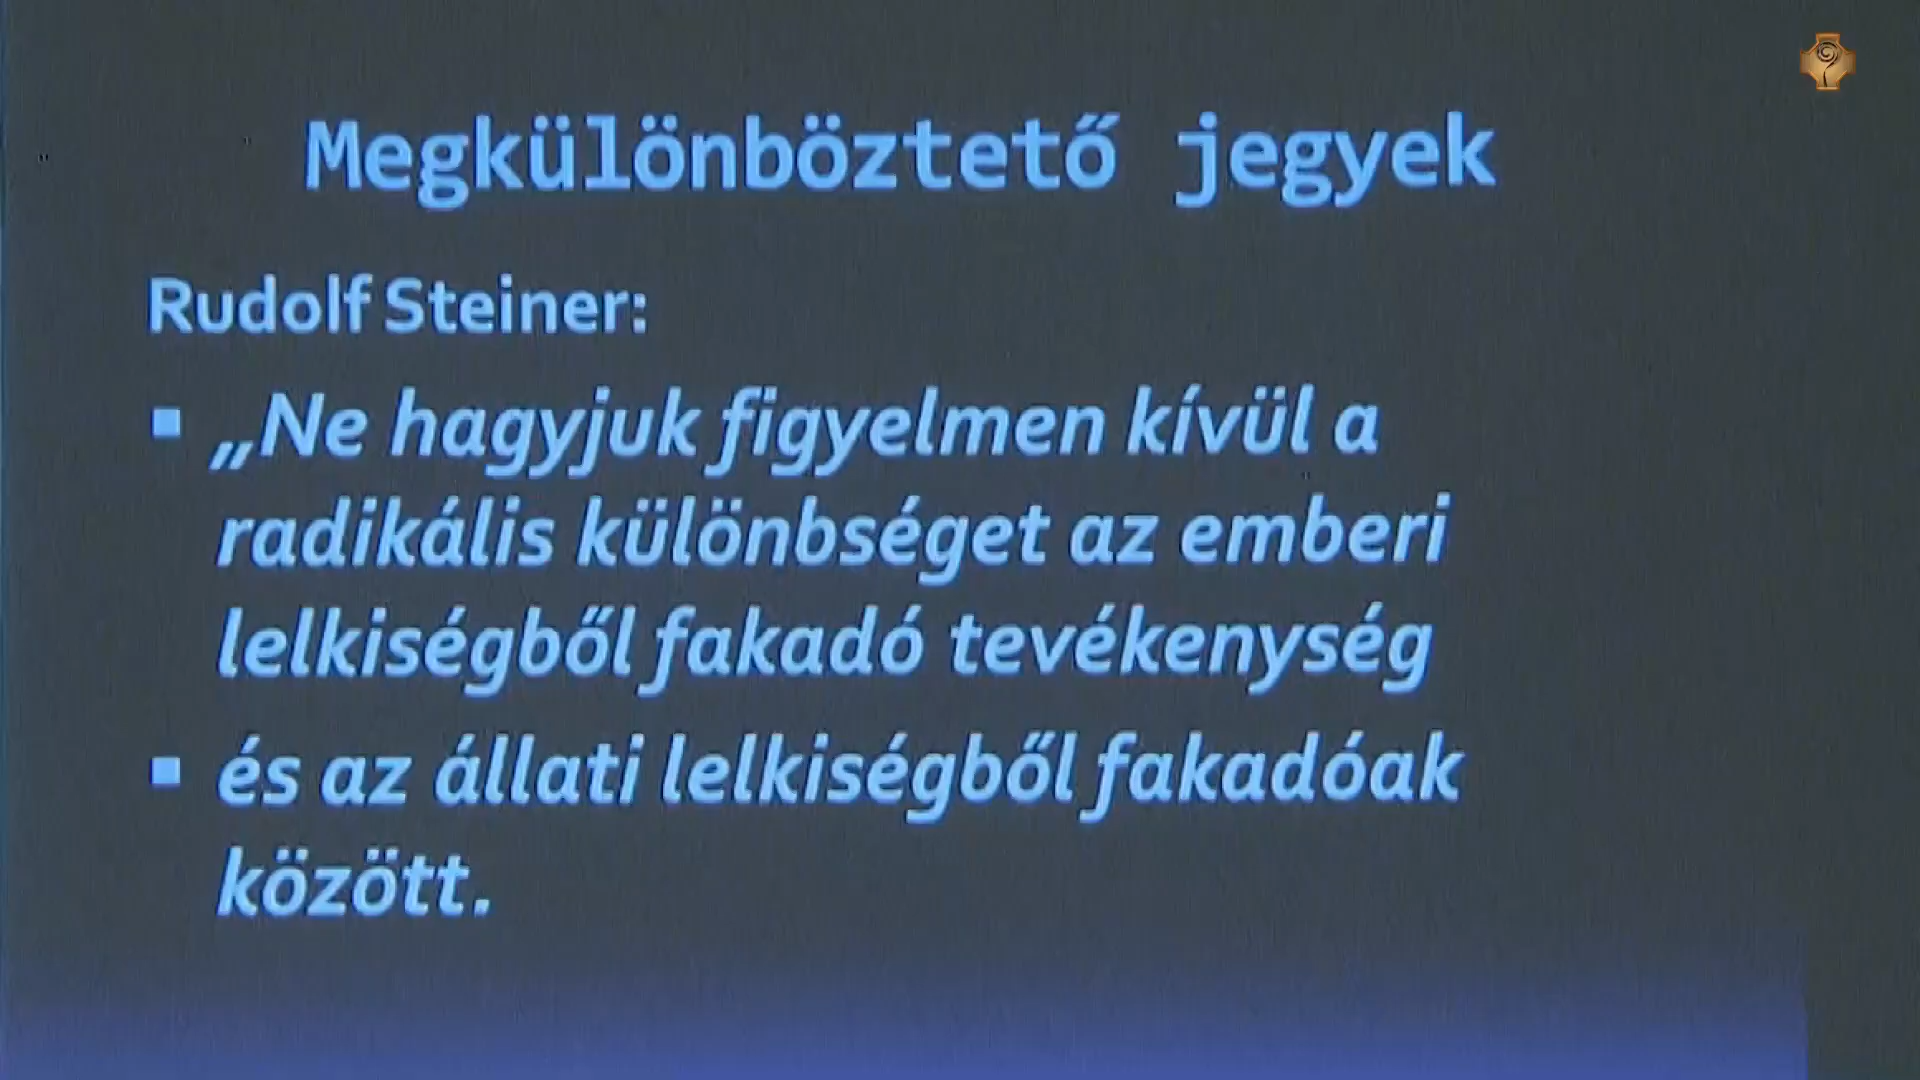 Megkülönböztető jegyek
Rudolf Steiner:
▪ „Ne hagyjuk figyelmen kívül a
radikális különbséget az emberi
lelkiségből fakadó tevékenység
▪ és az állati lelkiségből fakadóak
között.